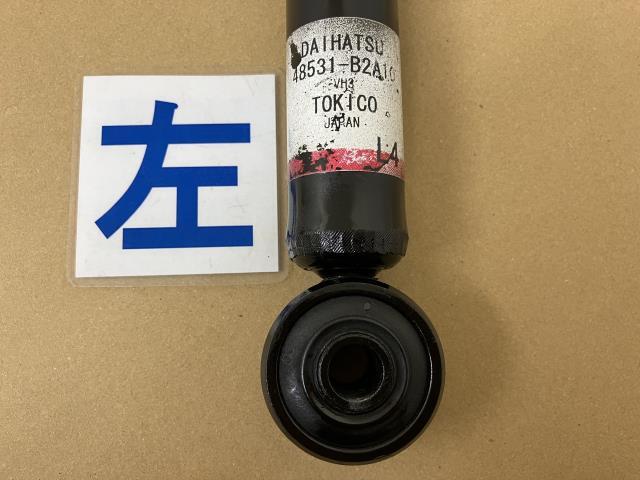 左
DAIHATSU
48531-B2A10
VH3
TOKICO
JAPAN
L4